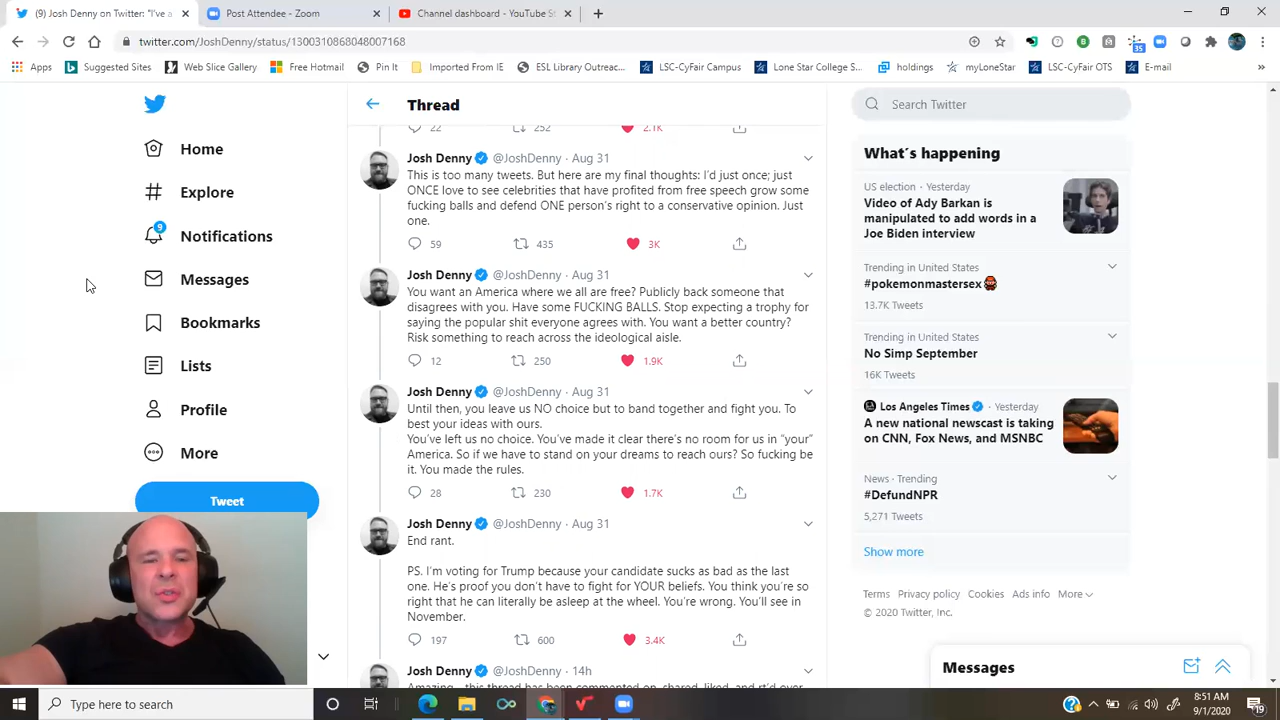 (9) Josh Denny on Twitter: "I've a
Post Attendee - Zoom
Channel dashboard - YouTube St
twitter.com/JoshDenny/status/1300310868048007168
35
Apps
Suggested Sites
Web Slice Gallery
Free Hotmail
Pin It
Imported From IE
ESL Library Outreac...
LSC-CyFair Campus
Lone Star College S...
holdings
myLoneStar
LSC-CyFair OTS
E-mail
»
Home
Explore
9
Notifications
Messages
Bookmarks
Lists
Profile
More
Tweet
Thread
22 252 2.1K
Josh Denny @JoshDenny · Aug 31
This is too many tweets. But here are my final thoughts: I'd just once; just
ONCE love to see celebrities that have profited from free speech grow some
fucking balls and defend ONE person's right to a conservative opinion. Just
one.
59 435 3K
Josh Denny @JoshDenny · Aug 31
You want an America where we all are free? Publicly back someone that
disagrees with you. Have some FUCKING BALLS. Stop expecting a trophy for
saying the popular shit everyone agrees with. You want a better country?
Risk something to reach across the ideological aisle.
12 250 1.9K
Josh Denny @JoshDenny · Aug 31
Until then, you leave us NO choice but to band together and fight you. To
best your ideas with ours.
You've left us no choice. You've made it clear there's no room for us in "your"
America. So if we have to stand on your dreams to reach ours? So fucking be
it. You made the rules.
28 230 1.7K
Josh Denny @JoshDenny · Aug 31
End rant.
PS. I'm voting for Trump because your candidate sucks as bad as the last
one. He's proof you don't have to fight for YOUR beliefs. You think you're so
right that he can literally be asleep at the wheel. You're wrong. You'll see in
November.
197 600 3.4K
Josh Denny @JoshDenny · 14h
Amazing - this thread has been commented on, shared, liked, and rt'd over
Search Twitter
What's happening
US election · Yesterday
Video of Ady Barkan is
manipulated to add words in a
Joe Biden interview
Trending in United States
#pokemonmastersex
13.7K Tweets
Trending in United States
No Simp September
16K Tweets
Los Angeles Times · Yesterday
A new national newscast is taking
on CNN, Fox News, and MSNBC
News · Trending
#DefundNPR
5,271 Tweets
Show more
Terms Privacy policy Cookies Ads info More
© 2020 Twitter, Inc.
Messages
Type here to search
8:51 AM
9/1/2020
19